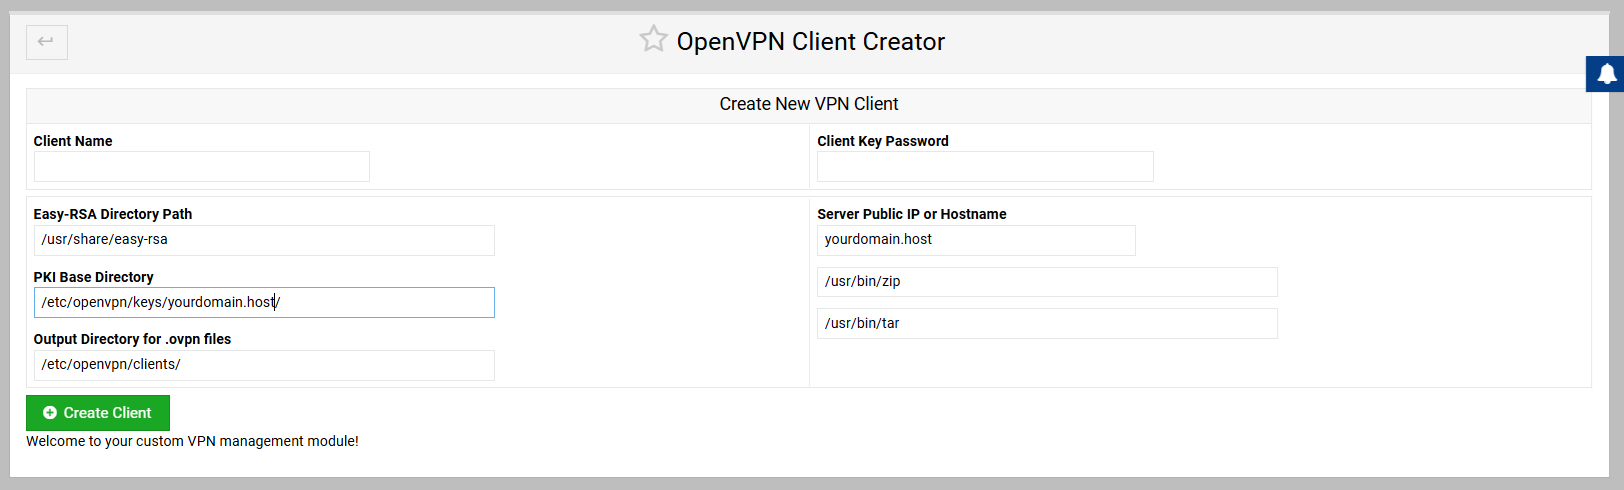 OpenVPN Client Creator
Create New VPN Client
Client Name
Client Key Password
Easy-RSA Directory Path
/usr/share/easy-rsa
PKI Base Directory
/etc/openvpn/keys/yourdomain.host/
Output Directory for .ovpn files
/etc/openvpn/clients/
Server Public IP or Hostname
yourdomain.host
/usr/bin/zip
/usr/bin/tar
Create Client
Welcome to your custom VPN management module!